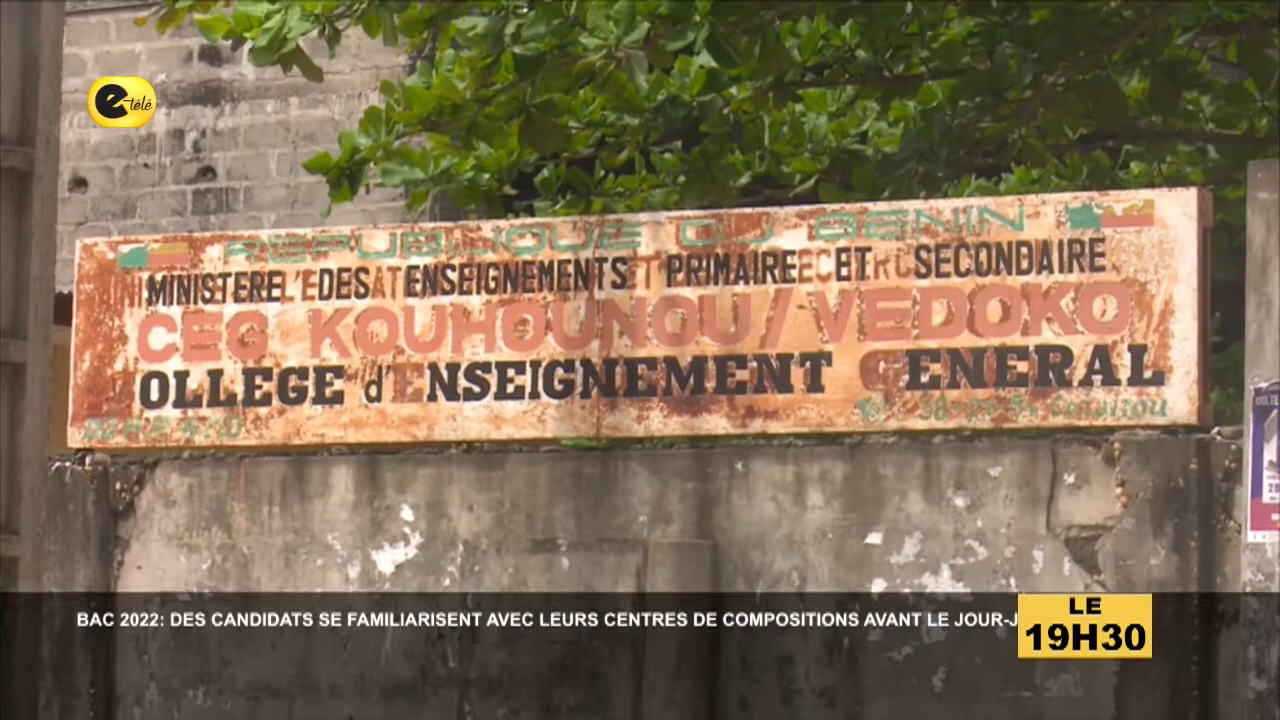 e-télé
REPUBLIQUE DU BENIN
MINISTERE DES ENSEIGNEMENTS PRIMAIRE ET SECONDAIRE
CEG KOUHOUNOU/VEDOKO
COLLEGE d'ENSEIGNEMENT GENERAL
BAC 2022: DES CANDIDATS SE FAMILIARISENT AVEC LEURS CENTRES DE COMPOSITIONS AVANT LE JOUR-J
LE
19H30